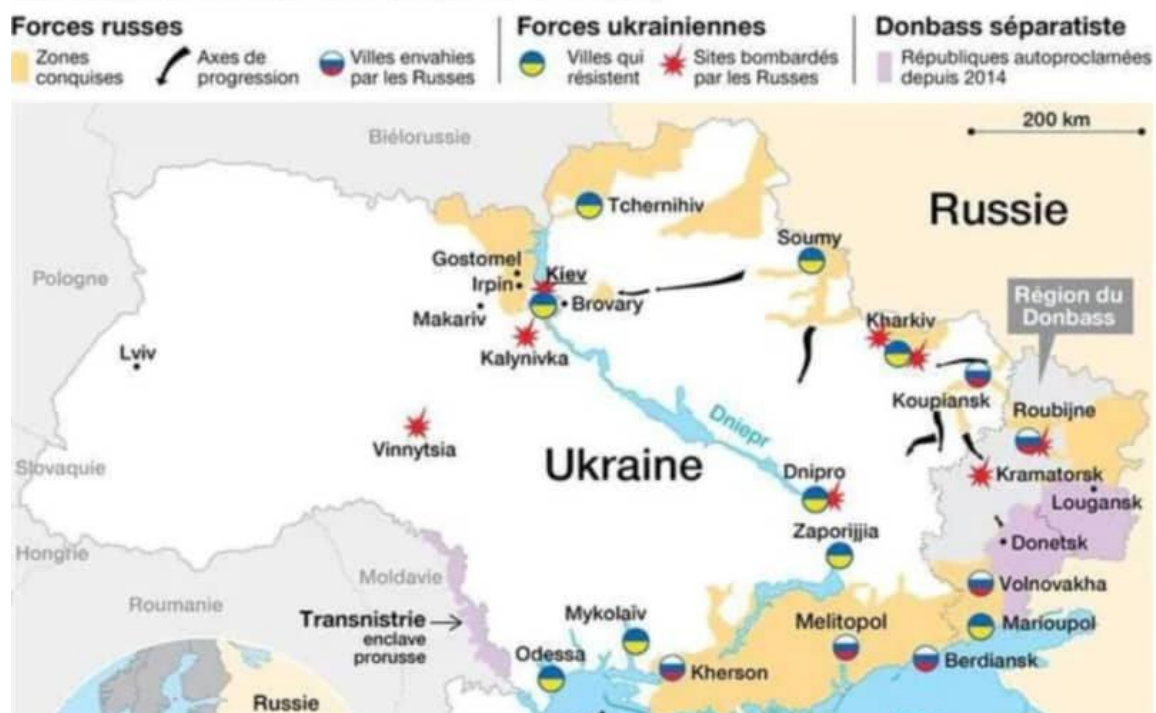 Forces russes
Zones
conquises
Axes de
progression
Villes envahies
par les Russes
Forces ukrainiennes
Villes qui
résistent
Sites bombardés
par les Russes
Donbass séparatiste
Républiques autoproclamées
depuis 2014
200 km
Biélorussie
Russie
Tchernihiv
Soumy
Pologne
Gostomel
Kiev
Irpin
Brovary
Makariv
Région du
Donbass
Kharkiv
Lviv
Kalynivka
Koupiansk
Roubijne
Dniepr
Vinnytsia
Ukraine
Slovaquie
Dnipro
Kramatorsk
Lougansk
Zaporijjia
Donetsk
Hongrie
Moldavie
Volnovakha
Roumanie
Transnistrie
enclave
prorusse
Mykolaïv
Melitopol
Marioupol
Odessa
Kherson
Berdiansk
Russie